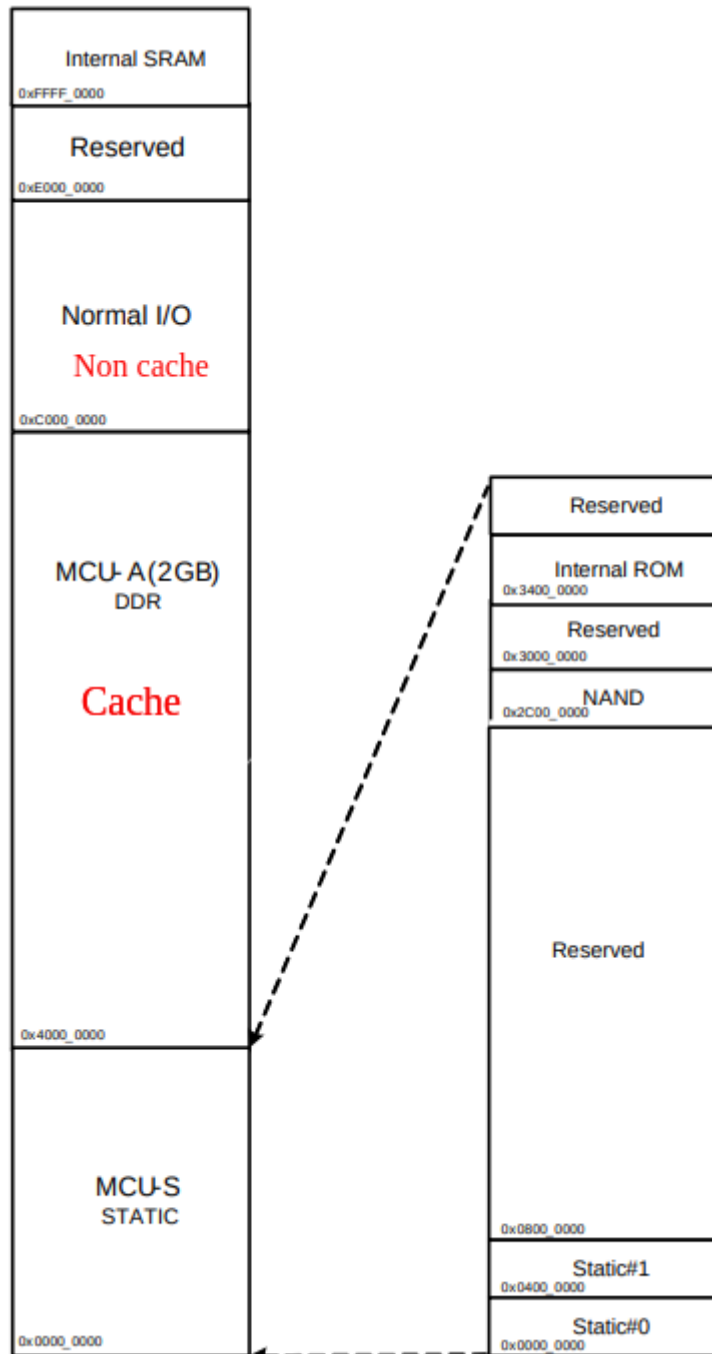 Internal SRAM
0xFFFF_0000
Reserved
0xE000_0000
Normal I/O
Non cache
0xC000_0000
MCU-A(2GB)
DDR
Cache
0x4000_0000
MCU-S
STATIC
0x0000_0000
Reserved
Internal ROM
0x3400_0000
Reserved
0x3000_0000
NAND
0x2C00_0000
Reserved
0x0800_0000
Static#1
0x0400_0000
Static#0
0x0000_0000